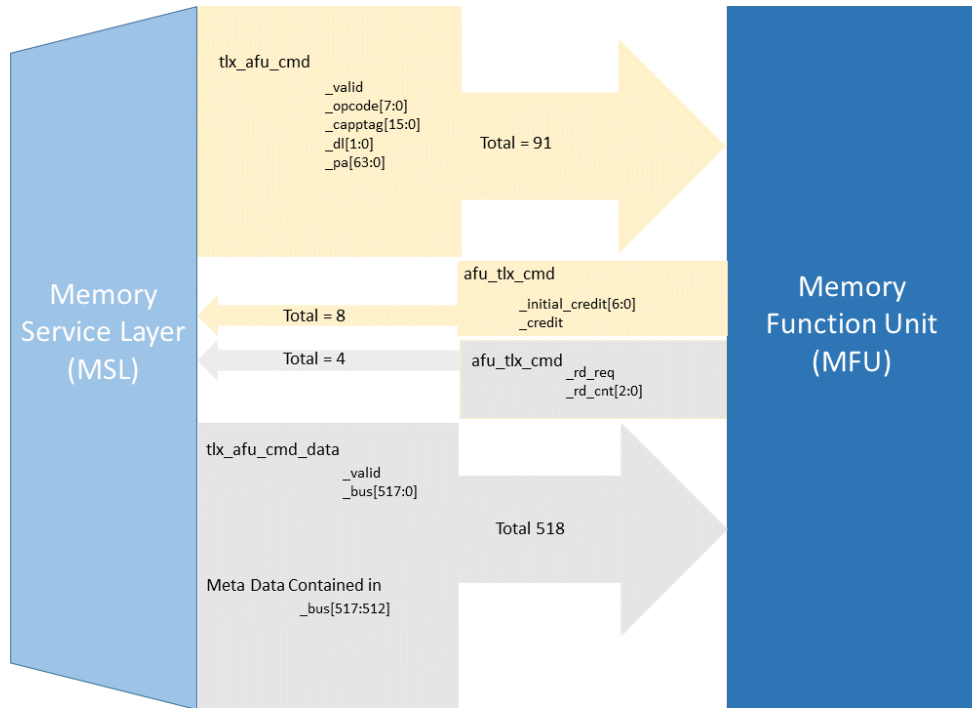 tlx_afu_cmd
_valid
_opcode[7:0]
_capptag[15:0]
_dl[1:0]
_pa[63:0]
Total = 91
Memory
Service Layer
(MSL)
Memory
Function Unit
(MFU)
afu_tlx_cmd
_initial_credit[6:0]
_credit
Total = 8
afu_tlx_cmd
_rd_req
_rd_cnt[2:0]
Total = 4
tlx_afu_cmd_data
_valid
_bus[517:0]
Total 518
Meta Data Contained in
_bus[517:512]